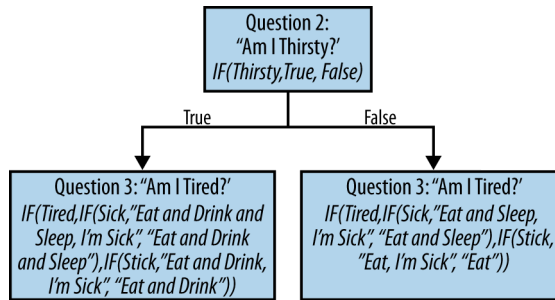 Question 2:
“Am I Thirsty?’
IF(Thirsty,True, False)
True
False
Question 3: “Am I Tired?’
IF(Tired,IF(Sick,”Eat and Drink and
Sleep, I’m Sick”, “Eat and Drink
and Sleep”),IF(Stick,”Eat and Drink,
I’m Sick”, “Eat and Drink”))
Question 3: “Am I Tired?’
IF(Tired,IF(Sick,”Eat and Sleep,
I’m Sick”, “Eat and Sleep”),IF(Stick,
”Eat, I’m Sick”, “Eat”))